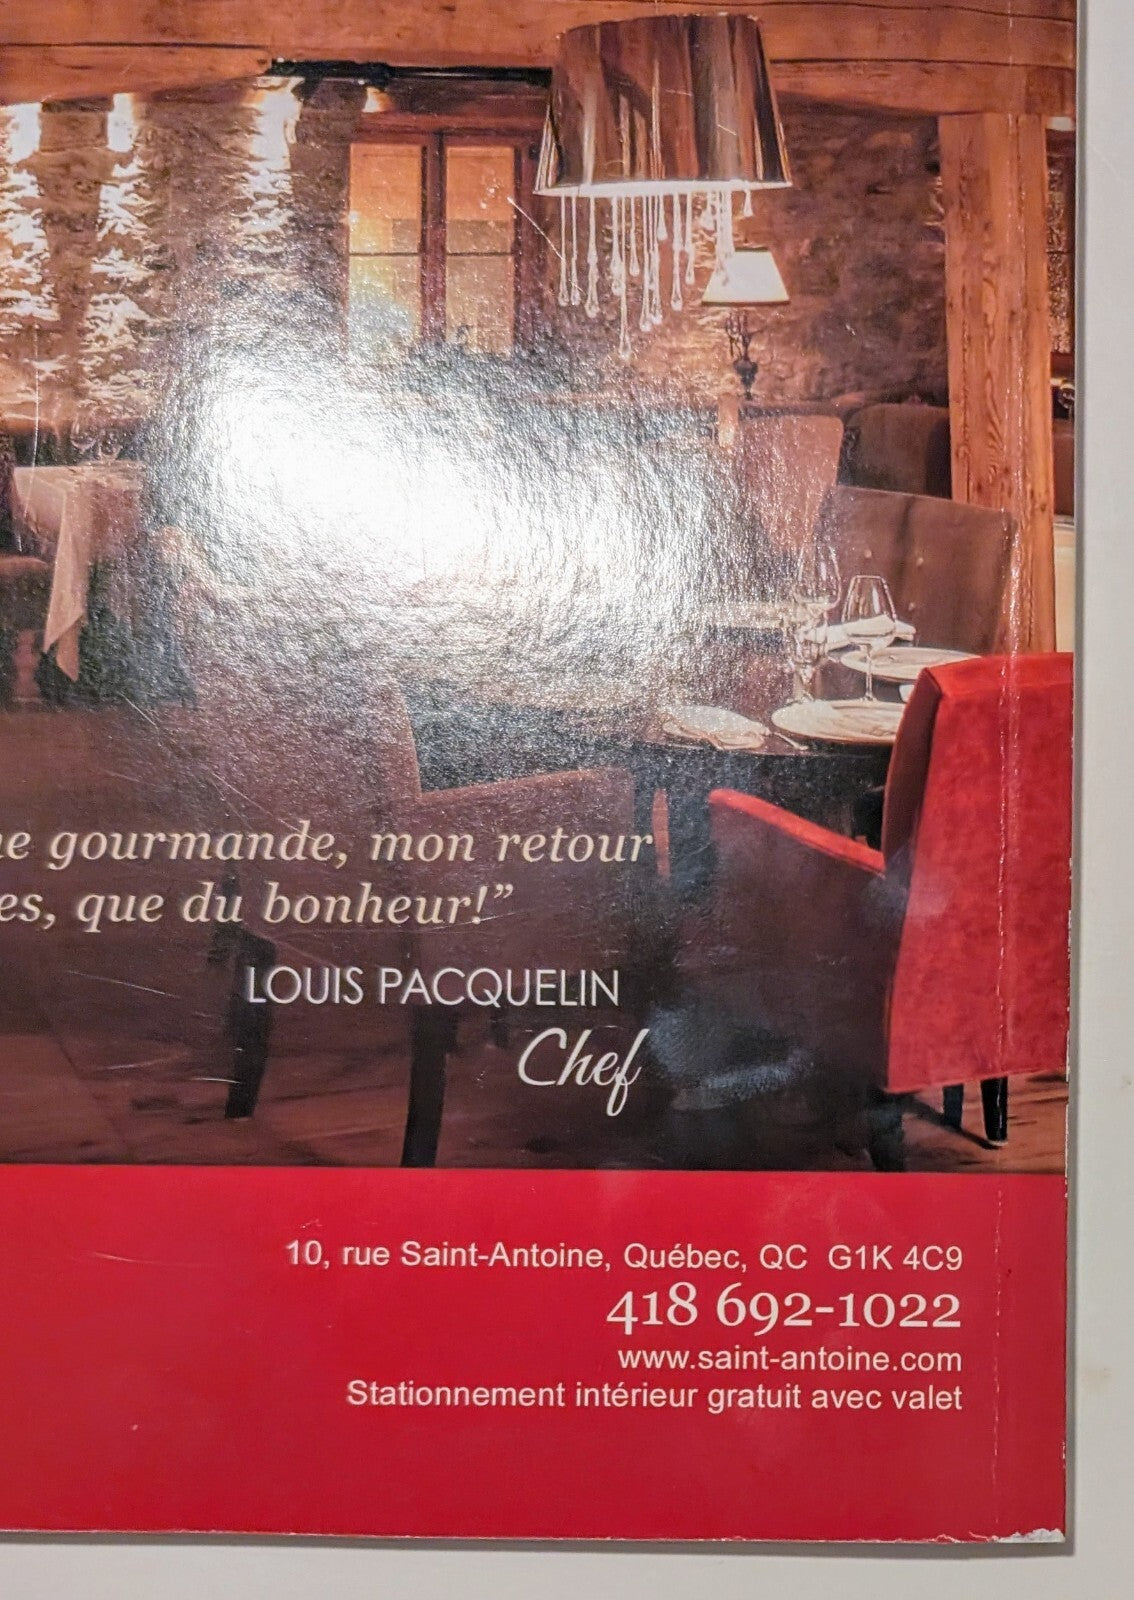 gourmande, mon retour
que du bonheur!”
LOUIS PACQUELIN
Chef
10, rue Saint-Antoine, Québec, QC G1K 4C9
418 692-1022
www.saint-antoine.com
Stationnement intérieur gratuit avec valet